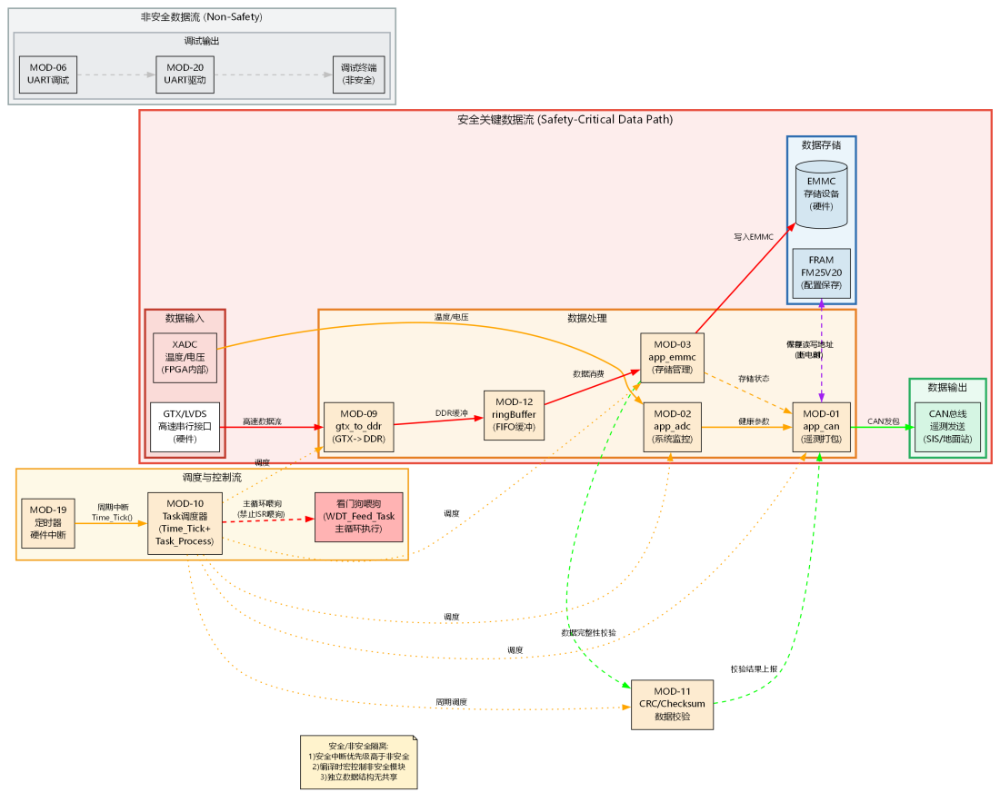 非安全数据流 (Non-Safety)
调试输出
MOD-06
UART调试
MOD-20
UART驱动
调试终端
(非安全)
安全关键数据流 (Safety-Critical Data Path)
数据存储
EMMC
存储设备
(硬件)
写入EMMC
FRAM
FM25V20
(配置保存)
数据输入
XADC
温度/电压
(FPGA内部)
GTX/LVDS
高速串行接口
(硬件)
温度/电压
高速数据流
数据处理
MOD-09
gtx_to_ddr
(GTX->DDR)
DDR缓冲
MOD-12
ringBuffer
(FIFO缓冲)
数据消费
MOD-03
app_emmc
(存储管理)
存储状态
MOD-02
app_adc
(系统监控)
健康参数
MOD-01
app_can
(遥测打包)
CAN发包
数据输出
CAN总线
遥测发送
(SIS/地面站)
调度与控制流
MOD-19
定时器
硬件中断
周期中断
Time_Tick()
MOD-10
Task调度器
(Time_Tick+
Task_Process)
主循环喂狗
(禁止ISR喂狗)
看门狗喂狗
(WDT_Feed_Task
主循环执行)
调度
调度
调度
调度
周期调度
数据完整性校验
校验结果上报
MOD-11
CRC/Checksum
数据校验
安全/非安全隔离:
1)安全中断优先级高于非安全
2)编译时宏控制非安全模块
3)独立数据结构无共享